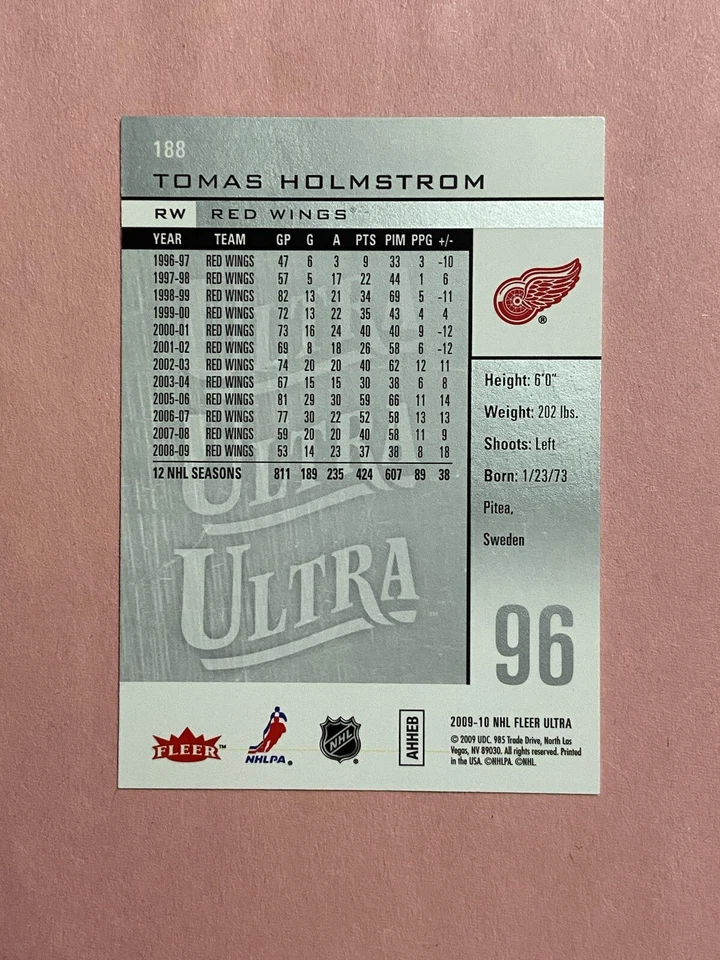 188
TOMAS HOLMSTROM
RW RED WINGS®
YEAR TEAM GP G A PTS PIM PPG +/-
1996-97 RED WINGS 47 6 3 9 33 3 -10
1997-98 RED WINGS 57 5 17 22 44 1 6
1998-99 RED WINGS 82 13 21 34 69 5 -11
1999-00 RED WINGS 72 13 22 35 43 4 4
2000-01 RED WINGS 73 16 24 40 40 9 -12
2001-02 RED WINGS 69 8 18 26 58 6 -12
2002-03 RED WINGS 74 20 20 40 62 12 11
2003-04 RED WINGS 67 15 15 30 38 6 8
2005-06 RED WINGS 81 29 30 59 66 11 14
2006-07 RED WINGS 77 30 22 52 58 13 13
2007-08 RED WINGS 59 20 20 40 58 11 9
2008-09 RED WINGS 53 14 23 37 38 8 18
12 NHL SEASONS 811 189 235 424 607 89 38
®
Height: 6'0"
Weight: 202 lbs.
Shoots: Left
Born: 1/23/73
Pitea,
Sweden
ULTRA
ULTRA
96
FLEER™
NHLPA®
NHL
AHHEB
2009-10 NHL FLEER ULTRA
© 2009 UDC. 985 Trade Drive, North Las
Vegas, NV 89030. All rights reserved. Printed
in the USA. ©NHLPA. ©NHL.